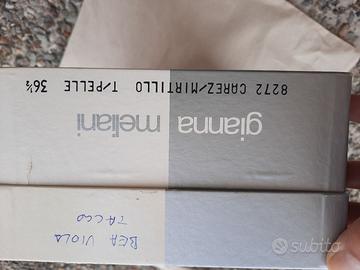 8272 CAREZ/MIRTILLO T/PELLE 36½
gianna meliani
BEA VIOLA
TACCO
subito